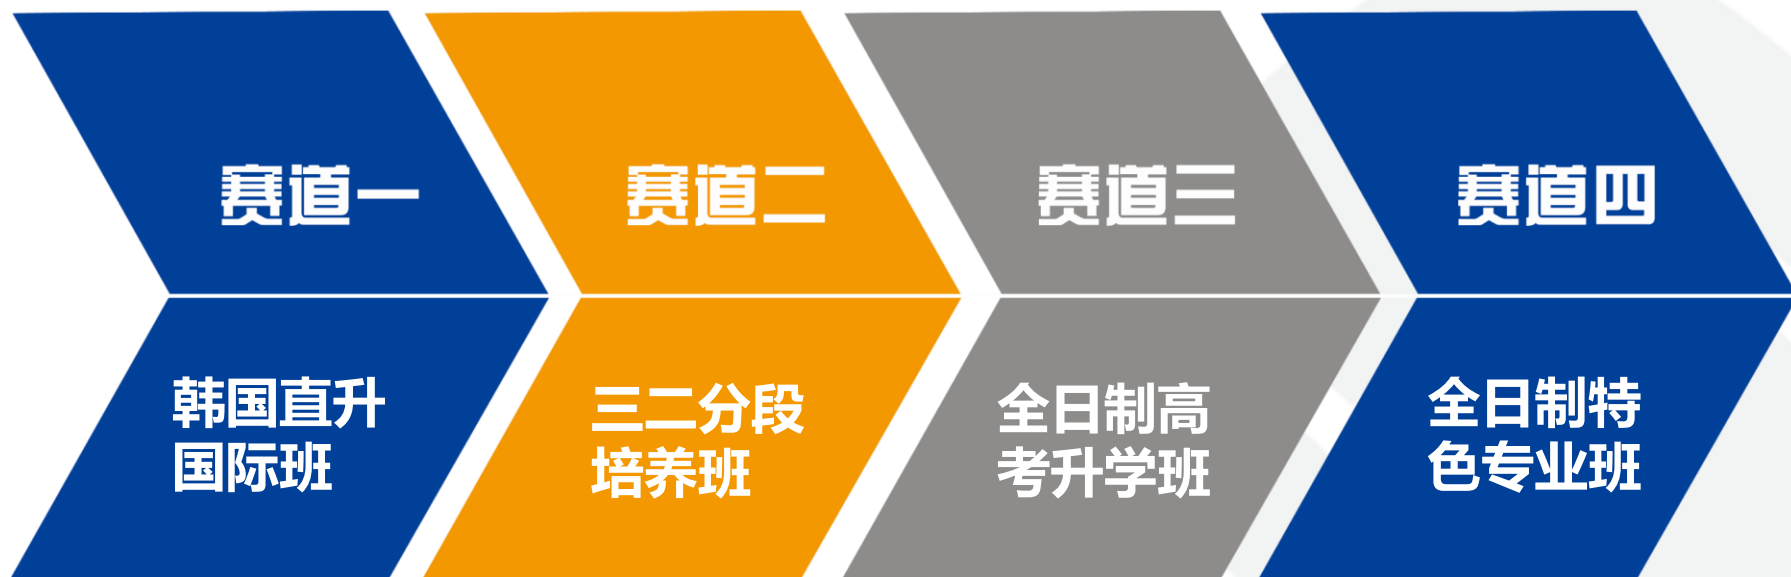 赛道一
赛道二
赛道三
赛道四
韩国直升
国际班
三二分段
培养班
全日制高
考升学班
全日制特
色专业班